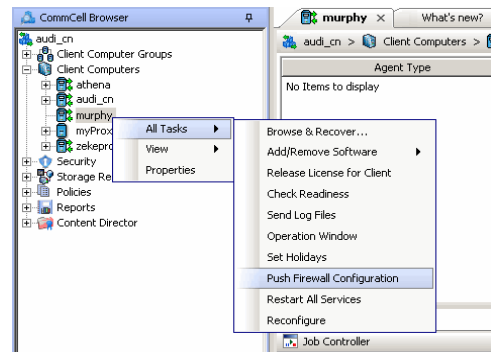 CommCell Browser
audi_cn
Client Computer Groups
Client Computers
athena
audi_cn
murphy
myProx
zekepro
Security
Storage Re
Policies
Reports
Content Director
All Tasks
View
Properties
Browse & Recover...
Add/Remove Software
Release License for Client
Check Readiness
Send Log Files
Operation Window
Set Holidays
Push Firewall Configuration
Restart All Services
Reconfigure
murphy
What's new?
audi_cn > Client Computers >
Agent Type
No Items to display
Job Controller